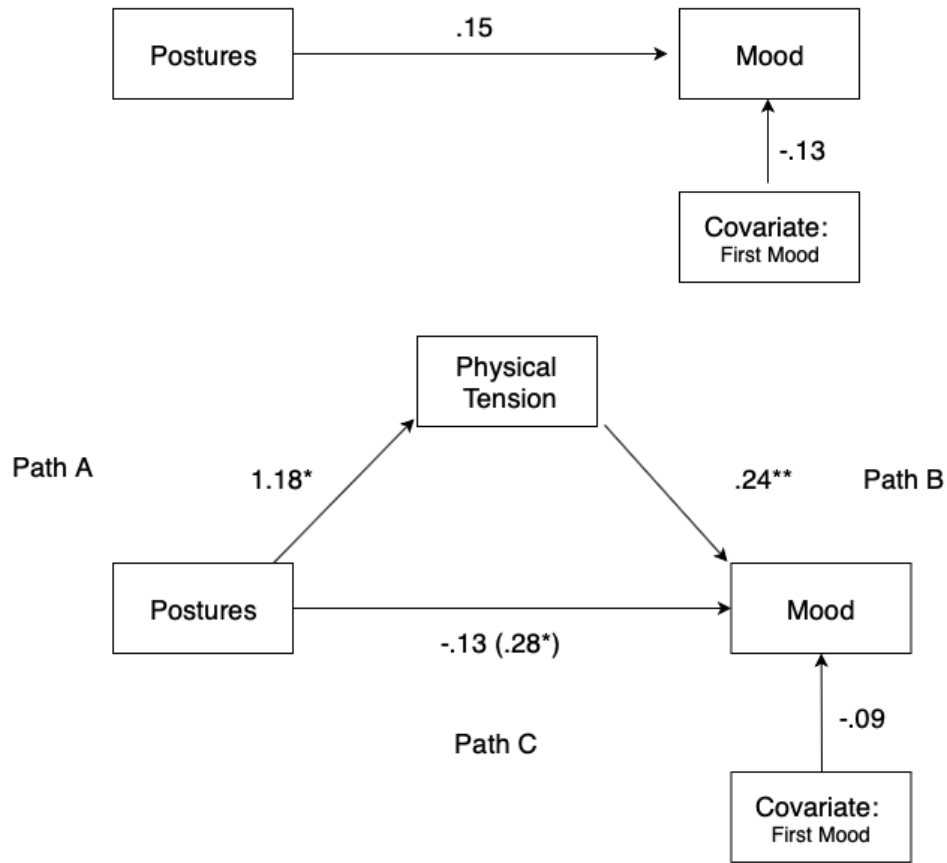 .15
Postures
Mood
-.13
Covariate:
First Mood
Physical
Tension
Path A
1.18*
.24**
Path B
Postures
Mood
-.13 (.28*)
-.09
Path C
Covariate:
First Mood